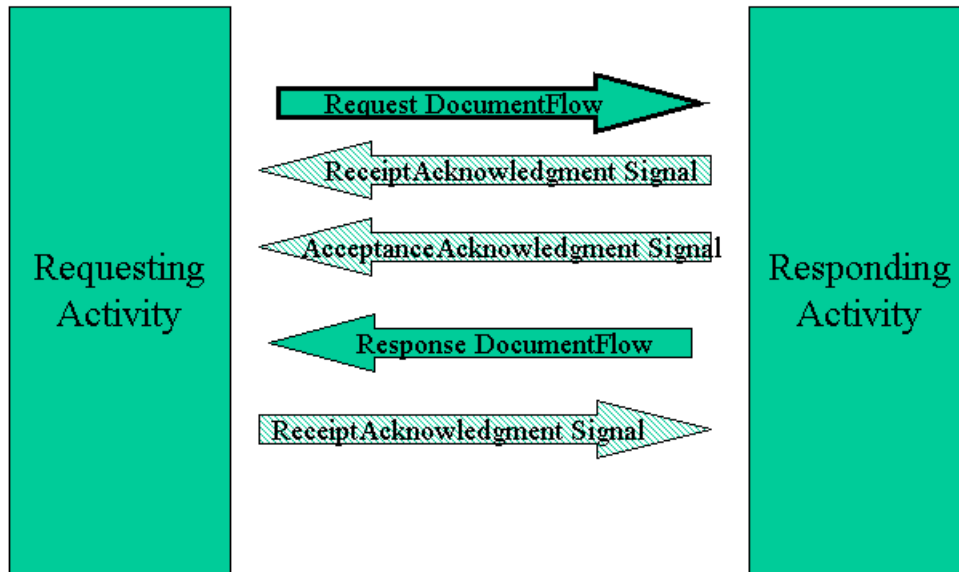 Request DocumentFlow
ReceiptAcknowledgment Signal
AcceptanceAcknowledgment Signal
Requesting
Activity
Responding
Activity
Response DocumentFlow
ReceiptAcknowledgment Signal